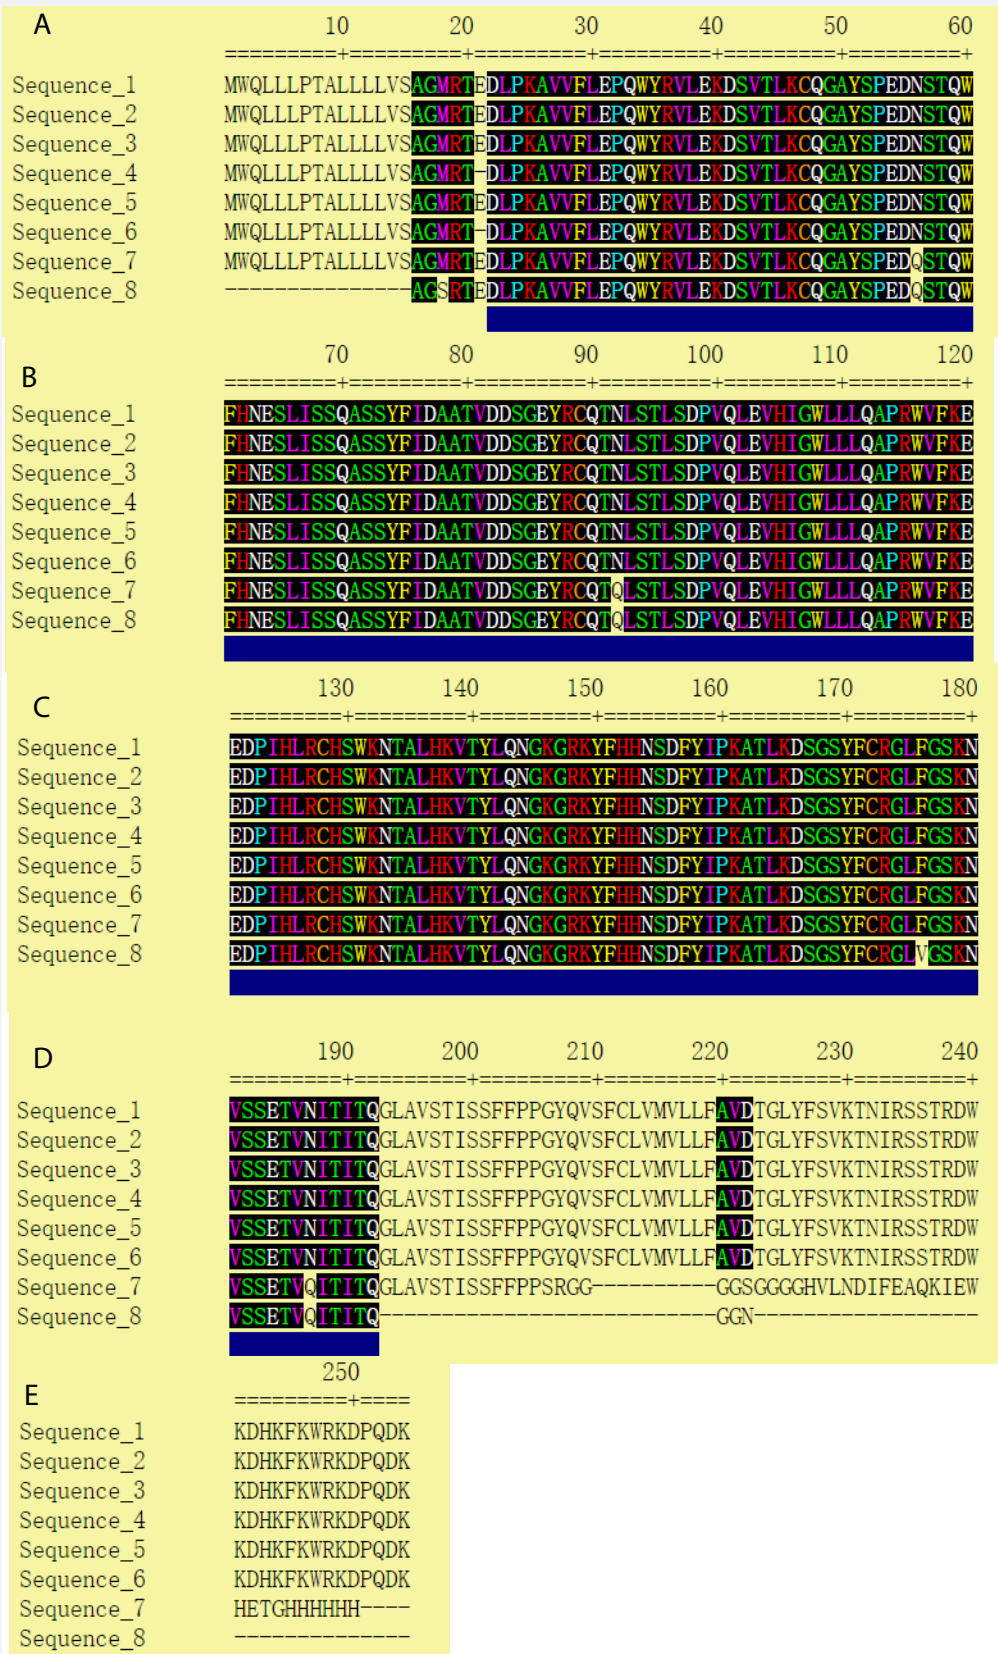 A
10 20 30 40 50 60
=========+=========+=========+=========+=========+=========+
Sequence_1 MWQLLLPTALLLLVSAGMRTEDLPKAVVFLEPQWYRVLEKDSVTLKCQGAYSPEDNSTQW
Sequence_2 MWQLLLPTALLLLVSAGMRTEDLPKAVVFLEPQWYRVLEKDSVTLKCQGAYSPEDNSTQW
Sequence_3 MWQLLLPTALLLLVSAGMRTEDLPKAVVFLEPQWYRVLEKDSVTLKCQGAYSPEDNSTQW
Sequence_4 MWQLLLPTALLLLVSAGMRT-DLPKAVVFLEPQWYRVLEKDSVTLKCQGAYSPEDNSTQW
Sequence_5 MWQLLLPTALLLLVSAGMRTEDLPKAVVFLEPQWYRVLEKDSVTLKCQGAYSPEDNSTQW
Sequence_6 MWQLLLPTALLLLVSAGMRT-DLPKAVVFLEPQWYRVLEKDSVTLKCQGAYSPEDNSTQW
Sequence_7 MWQLLLPTALLLLVSAGMRTEDLPKAVVFLEPQWYRVLEKDSVTLKCQGAYSPEDQSTQW
Sequence_8 ---------------AGSRTEDLPKAVVFLEPQWYRVLEKDSVTLKCQGAYSPEDQSTQW
B
70 80 90 100 110 120
=========+=========+=========+=========+=========+=========+
Sequence_1 FHNESLISSQASSYFIDAATVDDSGEYRCQTNLSTLSDPVQLEVHIGWLLLQAPRWVFKE
Sequence_2 FHNESLISSQASSYFIDAATVDDSGEYRCQTNLSTLSDPVQLEVHIGWLLLQAPRWVFKE
Sequence_3 FHNESLISSQASSYFIDAATVDDSGEYRCQTNLSTLSDPVQLEVHIGWLLLQAPRWVFKE
Sequence_4 FHNESLISSQASSYFIDAATVDDSGEYRCQTNLSTLSDPVQLEVHIGWLLLQAPRWVFKE
Sequence_5 FHNESLISSQASSYFIDAATVDDSGEYRCQTNLSTLSDPVQLEVHIGWLLLQAPRWVFKE
Sequence_6 FHNESLISSQASSYFIDAATVDDSGEYRCQTNLSTLSDPVQLEVHIGWLLLQAPRWVFKE
Sequence_7 FHNESLISSQASSYFIDAATVDDSGEYRCQTQLSTLSDPVQLEVHIGWLLLQAPRWVFKE
Sequence_8 FHNESLISSQASSYFIDAATVDDSGEYRCQTQLSTLSDPVQLEVHIGWLLLQAPRWVFKE
C
130 140 150 160 170 180
=========+=========+=========+=========+=========+=========+
Sequence_1 EDPIHLRCHSWKNTALHKVTYLQNGKGRKYFHHNSDFYIPKATLKDSGSYFCRGLFGSKN
Sequence_2 EDPIHLRCHSWKNTALHKVTYLQNGKGRKYFHHNSDFYIPKATLKDSGSYFCRGLFGSKN
Sequence_3 EDPIHLRCHSWKNTALHKVTYLQNGKGRKYFHHNSDFYIPKATLKDSGSYFCRGLFGSKN
Sequence_4 EDPIHLRCHSWKNTALHKVTYLQNGKGRKYFHHNSDFYIPKATLKDSGSYFCRGLFGSKN
Sequence_5 EDPIHLRCHSWKNTALHKVTYLQNGKGRKYFHHNSDFYIPKATLKDSGSYFCRGLFGSKN
Sequence_6 EDPIHLRCHSWKNTALHKVTYLQNGKGRKYFHHNSDFYIPKATLKDSGSYFCRGLFGSKN
Sequence_7 EDPIHLRCHSWKNTALHKVTYLQNGKGRKYFHHNSDFYIPKATLKDSGSYFCRGLFGSKN
Sequence_8 EDPIHLRCHSWKNTALHKVTYLQNGKGRKYFHHNSDFYIPKATLKDSGSYFCRGLVGSKN
D
190 200 210 220 230 240
=========+=========+=========+=========+=========+=========+
Sequence_1 VSSETVNITITQGLAVSTISSFFPPGYQVSFCLVMVLLFAVDTGLYFSVKTNIRSSTRDW
Sequence_2 VSSETVNITITQGLAVSTISSFFPPGYQVSFCLVMVLLFAVDTGLYFSVKTNIRSSTRDW
Sequence_3 VSSETVNITITQGLAVSTISSFFPPGYQVSFCLVMVLLFAVDTGLYFSVKTNIRSSTRDW
Sequence_4 VSSETVNITITQGLAVSTISSFFPPGYQVSFCLVMVLLFAVDTGLYFSVKTNIRSSTRDW
Sequence_5 VSSETVNITITQGLAVSTISSFFPPGYQVSFCLVMVLLFAVDTGLYFSVKTNIRSSTRDW
Sequence_6 VSSETVNITITQGLAVSTISSFFPPGYQVSFCLVMVLLFAVDTGLYFSVKTNIRSSTRDW
Sequence_7 VSSETVQITITQGLAVSTISSFFPPSRGG----------GGSGGGGHVLNDIFEAQKIEW
Sequence_8 VSSETVQITITQ---------------------------GGN------------------
E
250
=========+====
Sequence_1 KDHKFKWRKDPQDK
Sequence_2 KDHKFKWRKDPQDK
Sequence_3 KDHKFKWRKDPQDK
Sequence_4 KDHKFKWRKDPQDK
Sequence_5 KDHKFKWRKDPQDK
Sequence_6 KDHKFKWRKDPQDK
Sequence_7 HETGHHHHHH----
Sequence_8 --------------